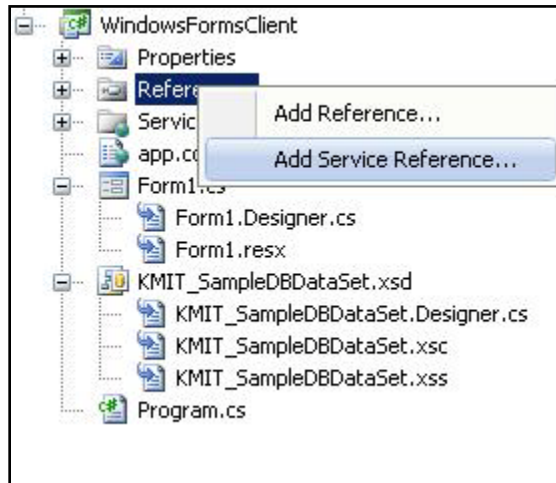 WindowsFormsClient
Properties
Refere
Add Reference...
Servic
app.co
Add Service Reference...
Form1.cs
Form1.Designer.cs
Form1.resx
KMIT_SampleDBDataSet.xsd
KMIT_SampleDBDataSet.Designer.cs
KMIT_SampleDBDataSet.xsc
KMIT_SampleDBDataSet.xss
Program.cs